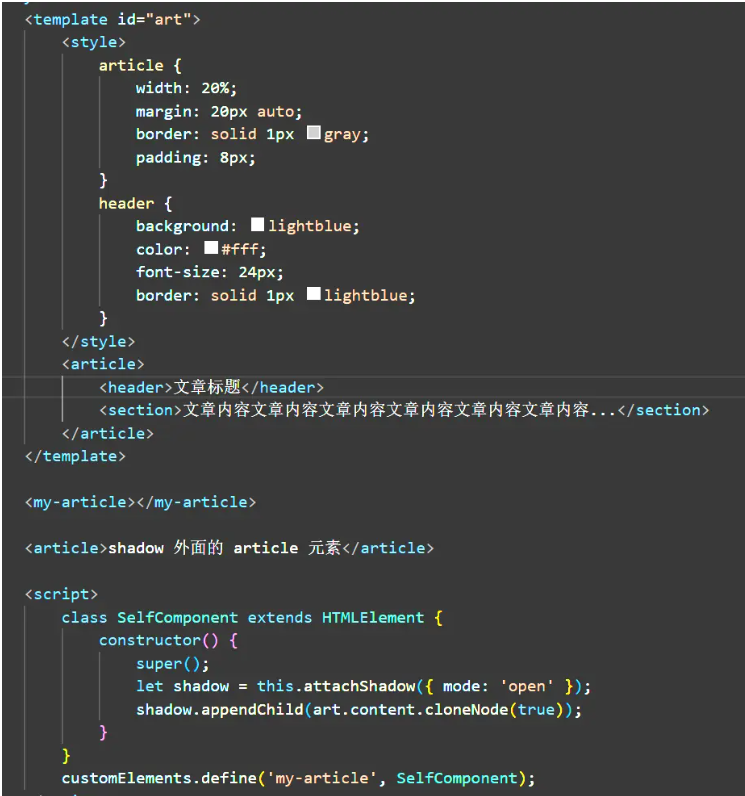 <template id="art">
<style>
article {
width: 20%;
margin: 20px auto;
border: solid 1px gray;
padding: 8px;
}
header {
background: lightblue;
color: #fff;
font-size: 24px;
border: solid 1px lightblue;
}
</style>
<article>
<header>文章标题</header>
<section>文章内容文章内容文章内容文章内容文章内容文章内容...</section>
</article>
</template>
<my-article></my-article>
<article>shadow 外面的 article 元素</article>
<script>
class SelfComponent extends HTMLElement {
constructor() {
super();
let shadow = this.attachShadow({ mode: 'open' });
shadow.appendChild(art.content.cloneNode(true));
}
}
customElements.define('my-article', SelfComponent);